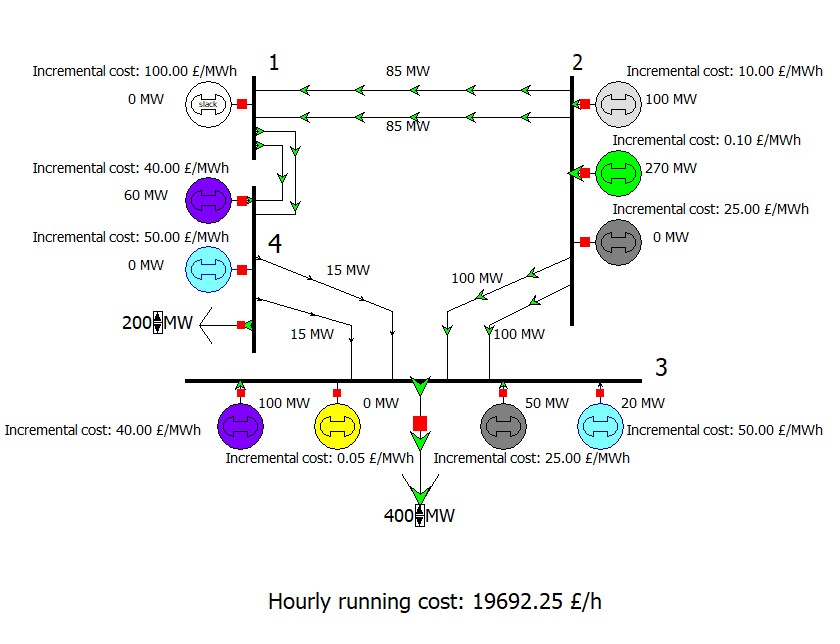 1
2
Incremental cost: 100.00 £/MWh
85 MW
Incremental cost: 10.00 £/MWh
0 MW
slack
100 MW
85 MW
Incremental cost: 0.10 £/MWh
Incremental cost: 40.00 £/MWh
270 MW
60 MW
Incremental cost: 25.00 £/MWh
Incremental cost: 50.00 £/MWh
0 MW
4
0 MW
15 MW
100 MW
200 MW
15 MW
100 MW
3
100 MW
0 MW
50 MW
20 MW
Incremental cost: 40.00 £/MWh
Incremental cost: 50.00 £/MWh
Incremental cost: 0.05 £/MWh
Incremental cost: 25.00 £/MWh
400 MW
Hourly running cost: 19692.25 £/h